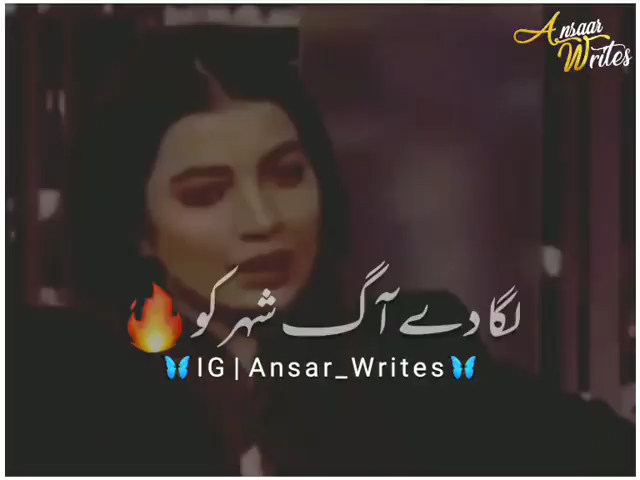 Ansaar
Writes
لگا دے آگ شہر کو 🔥
🦋IG|Ansar_Writes🦋